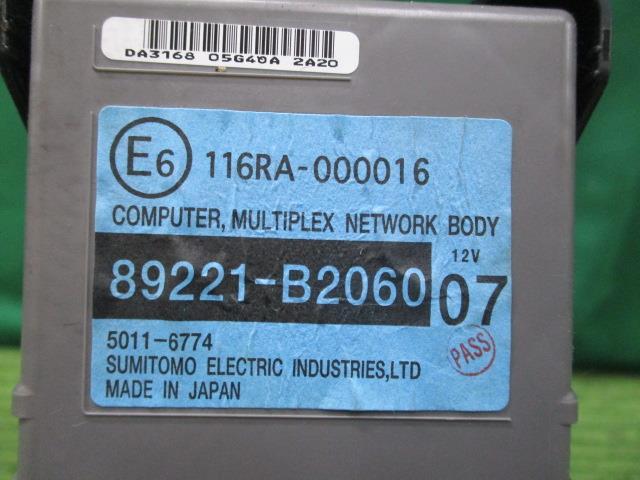 DA3168 05G40A 2A20
E6 116RA-000016
COMPUTER, MULTIPLEX NETWORK BODY
12V
89221-B2060 07
5011-6774
PASS
SUMITOMO ELECTRIC INDUSTRIES,LTD
MADE IN JAPAN